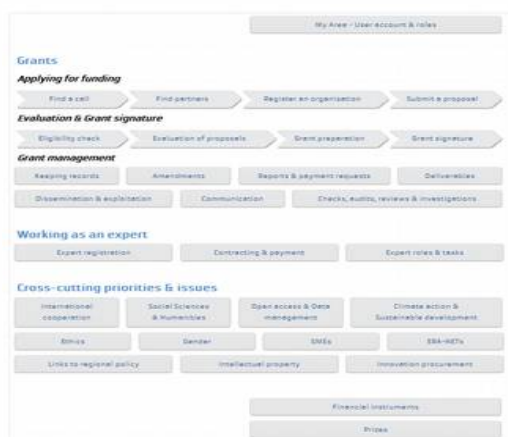 My Area - User account & roles
Grants
Applying for funding
Find a call
Find partners
Register an organisation
Submit a proposal
Evaluation & Grant signature
Eligibility check
Evaluation of proposals
Grant preparation
Grant signature
Grant management
Keeping records
Amendments
Reports & payment requests
Deliverables
Dissemination & exploitation
Communication
Checks, audits, reviews & investigations
Working as an expert
Expert registration
Contracting & payment
Expert roles & tasks
Cross-cutting priorities & issues
International
cooperation
Social Sciences
& Humanities
Open access & Data
management
Climate action &
Sustainable development
Ethics
Gender
SMEs
ERA-NETs
Links to regional policy
Intellectual property
Innovation procurement
Financial instruments
Prizes